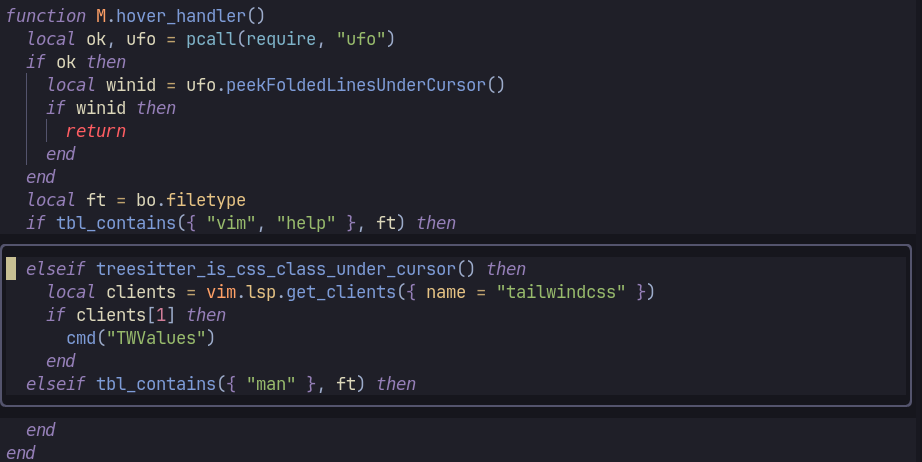 function M.hover_handler()
  local ok, ufo = pcall(require, "ufo")
  if ok then
    local winid = ufo.peekFoldedLinesUnderCursor()
    if winid then
      return
    end
  end
  local ft = bo.filetype
  if tbl_contains({ "vim", "help" }, ft) then
  elseif treesitter_is_css_class_under_cursor() then
    local clients = vim.lsp.get_clients({ name = "tailwindcss" })
    if clients[1] then
      cmd("TWValues")
    end
  elseif tbl_contains({ "man" }, ft) then
  end
end